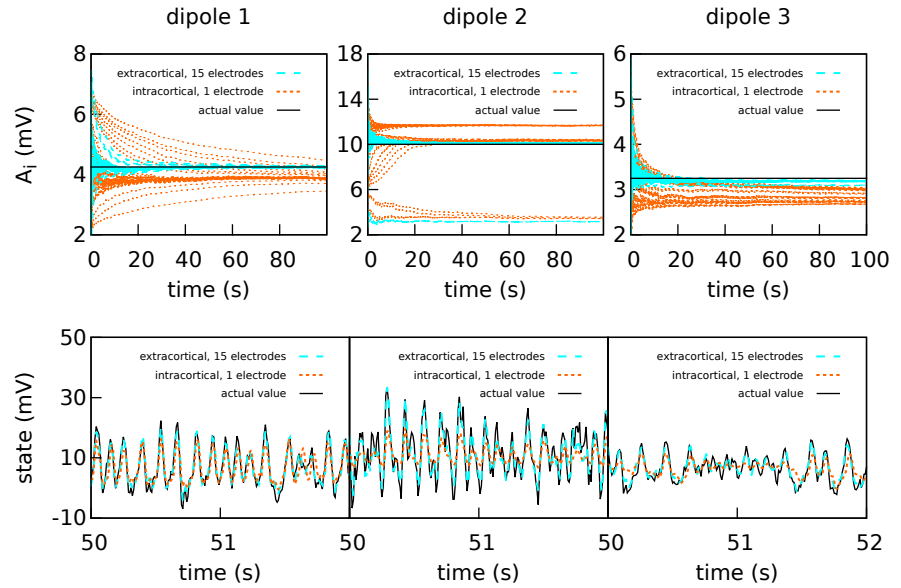 dipole 1 dipole 2 dipole 3
8 18 6
extracortical, 15 electrodes extracortical, 15 electrodes extracortical, 15 electrodes
intracortical, 1 electrode intracortical, 1 electrode intracortical, 1 electrode
actual value actual value actual value
6 14 5
A_i (mV)
4 10 4
6 3
2 2 2
0 20 40 60 80 0 20 40 60 80 0 20 40 60 80 100
time (s) time (s) time (s)
50
extracortical, 15 electrodes extracortical, 15 electrodes extracortical, 15 electrodes
intracortical, 1 electrode intracortical, 1 electrode intracortical, 1 electrode
actual value actual value actual value
30
state (mV)
10
-10
50 51 50 51 50 51 52
time (s) time (s) time (s)